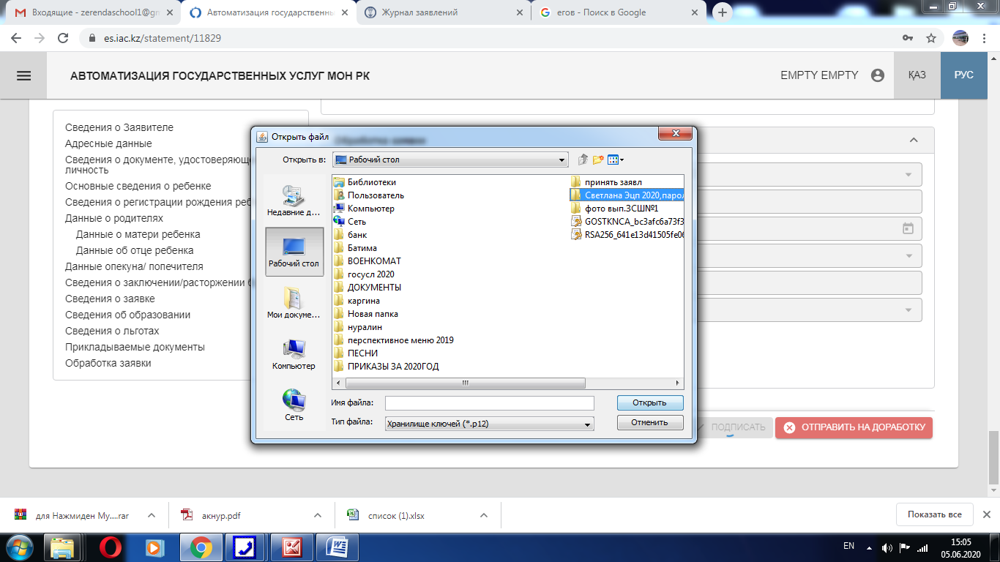 Входящие - zerendaschool1@gn
Автоматизация государственны
Журнал заявлений
егов - Поиск в Google
es.iac.kz/statement/11829
АВТОМАТИЗАЦИЯ ГОСУДАРСТВЕННЫХ УСЛУГ МОН РК
EMPTY EMPTY
ҚАЗ
РУС
Сведения о Заявителе
Адресные данные
Сведения о документе, удостоверяюще
личность
Основные сведения о ребенке
Сведения о регистрации рождения реб
Данные о родителях
Данные о матери ребенка
Данные об отце ребенка
Данные опекуна/ попечителя
Сведения о заключении/расторжении б
Сведения о заявке
Сведения об образовании
Сведения о льготах
Прикладываемые документы
Обработка заявки
Открыть файл
Обработка заявки
Открыть в:
Рабочий стол
Недавние д...
Рабочий стол
Мои докуме...
Компьютер
Сеть
Библиотеки
Пользователь
Компьютер
Сеть
банк
Батима
ВОЕНКОМАТ
госусл 2020
ДОКУМЕНТЫ
каргина
Новая папка
нуралин
перспективное меню 2019
ПЕСНИ
ПРИКАЗЫ ЗА 2020ГОД
принять заявл
Светлана Эцп 2020,парол
фото вып.ЗСШ№1
GOSTKNCA_bc3afc6a73f3
RSA256_641e13d41505fe06
Имя файла:
Открыть
Тип файла:
Хранилище ключей (*.p12)
Отменить
ПОДПИСАТЬ
ОТПРАВИТЬ НА ДОРАБОТКУ
для Нажмиден Му....rar
акнур.pdf
список (1).xlsx
Показать все
EN
15:05
05.06.2020